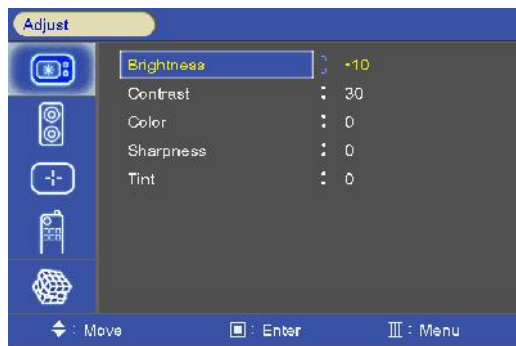 Adjust
Brightness : -10
Contrast : 30
Color : 0
Sharpness : 0
Tint : 0
: Move : Enter : Menu